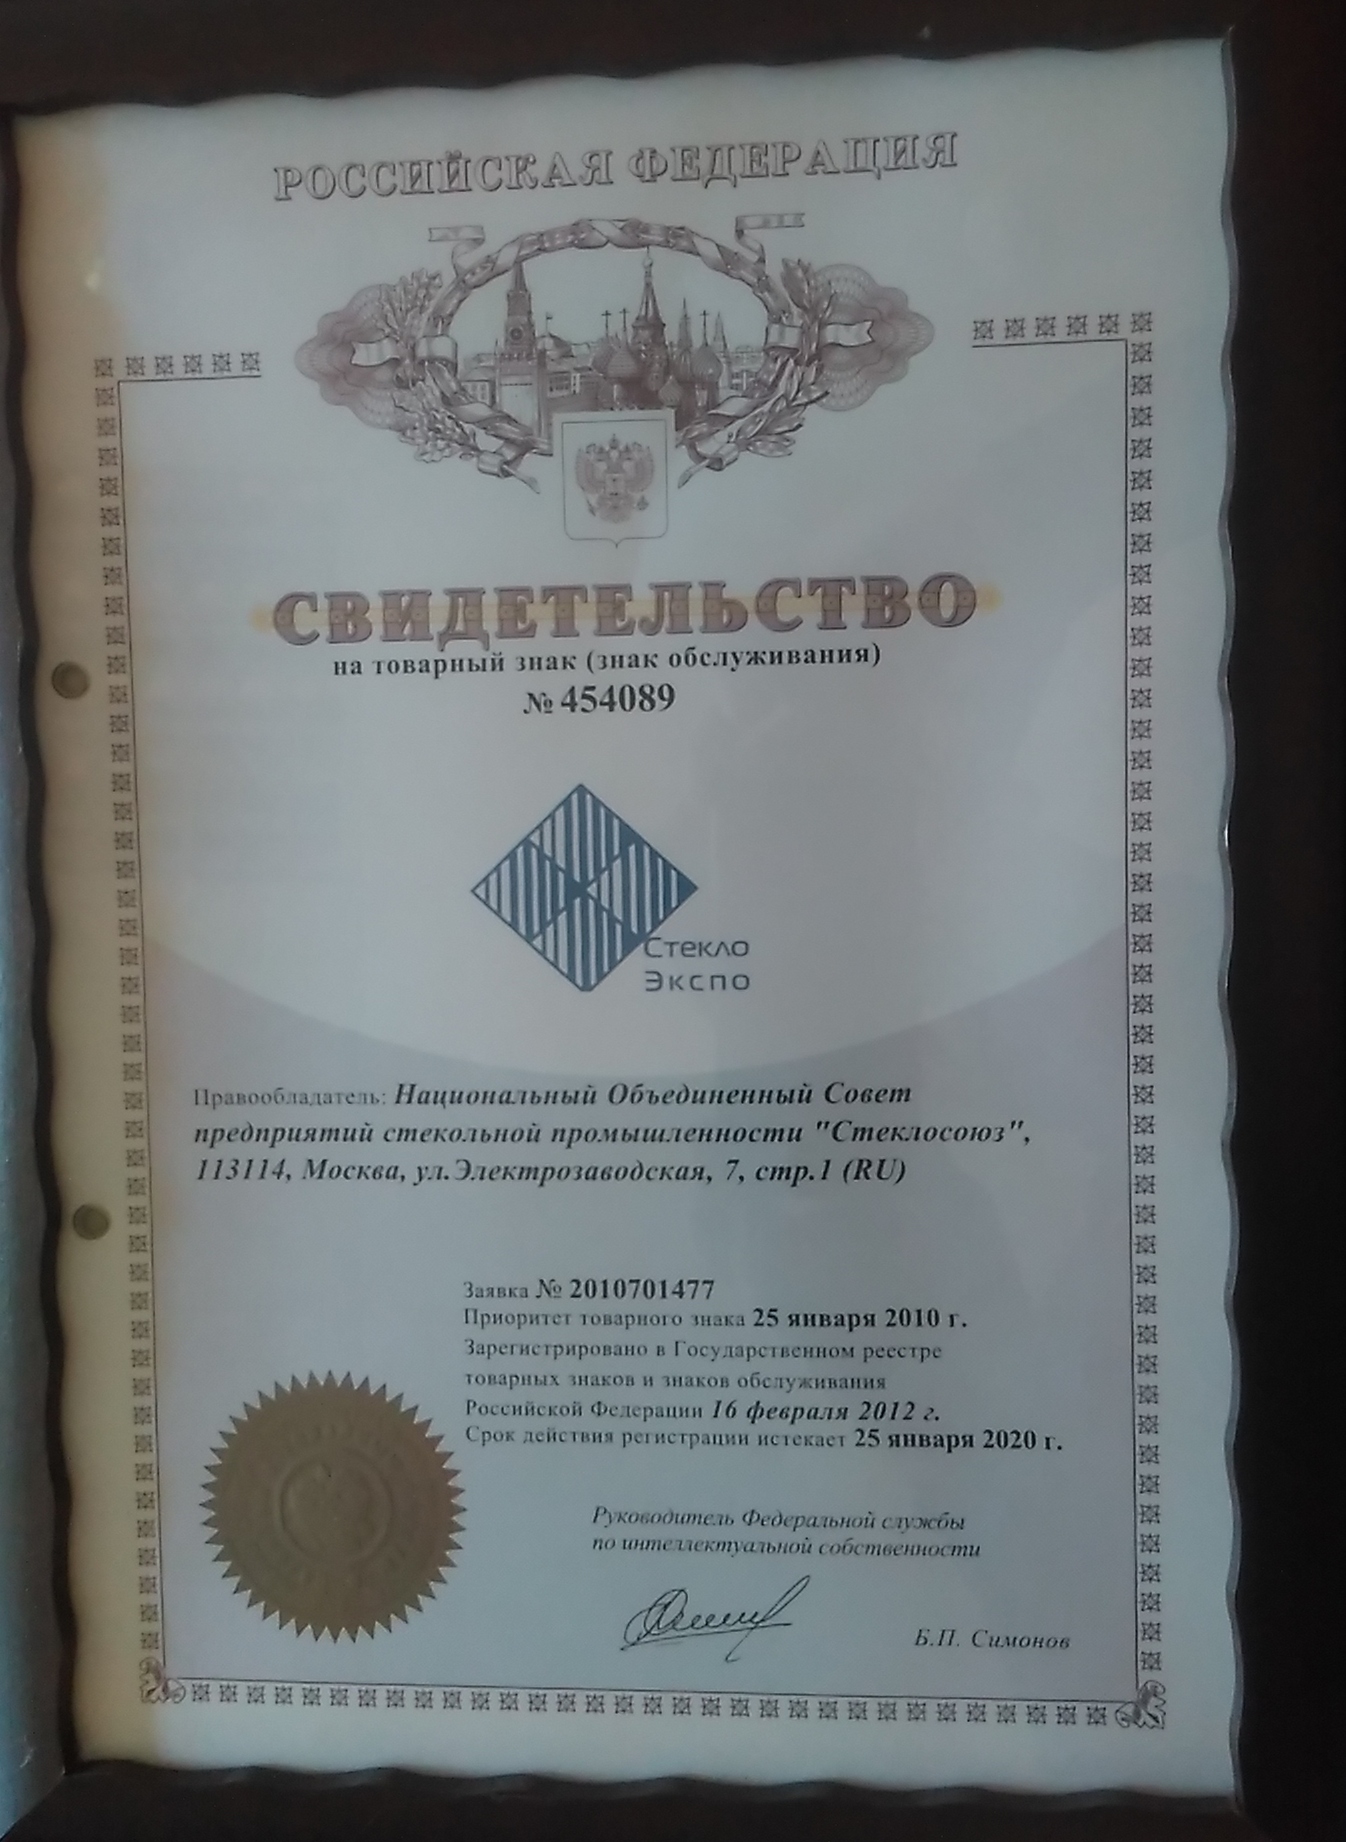 РОССИЙСКАЯ ФЕДЕРАЦИЯ
СВИДЕТЕЛЬСТВО
на товарный знак (знак обслуживания)
№ 454089
Стекло
Экспо
Правообладатель: Национальный Объединенный Совет
предприятий стекольной промышленности "Стеклосоюз",
113114, Москва, ул.Электрозаводская, 7, стр.1 (RU)
Заявка № 2010701477
Приоритет товарного знака 25 января 2010 г.
Зарегистрировано в Государственном реестре
товарных знаков и знаков обслуживания
Российской Федерации 16 февраля 2012 г.
Срок действия регистрации истекает 25 января 2020 г.
Руководитель Федеральной службы
по интеллектуальной собственности
Б.П. Симонов